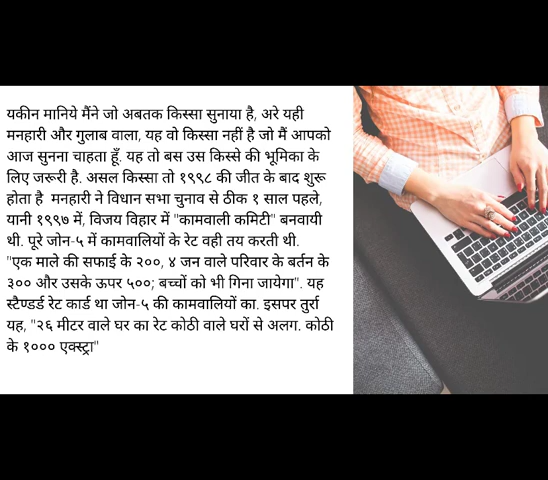 यकीन मानिये मैंने जो अबतक किस्सा सुनाया है, अरे यही
मनहारी और गुलाब वाला, यह वो किस्सा नहीं है जो मैं आपको
आज सुनना चाहता हूँ. यह तो बस उस किस्से की भूमिका के
लिए जरूरी है. असल किस्सा तो १९९८ की जीत के बाद शुरू
होता है  मनहारी ने विधान सभा चुनाव से ठीक १ साल पहले,
यानी १९९७ में, विजय विहार में "कामवाली कमिटी" बनवायी
थी. पूरे जोन-५ में कामवालियों के रेट वही तय करती थी.
"एक माले की सफाई के २००, ४ जन वाले परिवार के बर्तन के
३०० और उसके ऊपर ५००; बच्चों को भी गिना जायेगा". यह
स्टैण्डर्ड रेट कार्ड था जोन-५ की कामवालियों का. इसपर तुर्रा
यह, "२६ मीटर वाले घर का रेट कोठी वाले घरों से अलग. कोठी
के १००० एक्स्ट्रा"